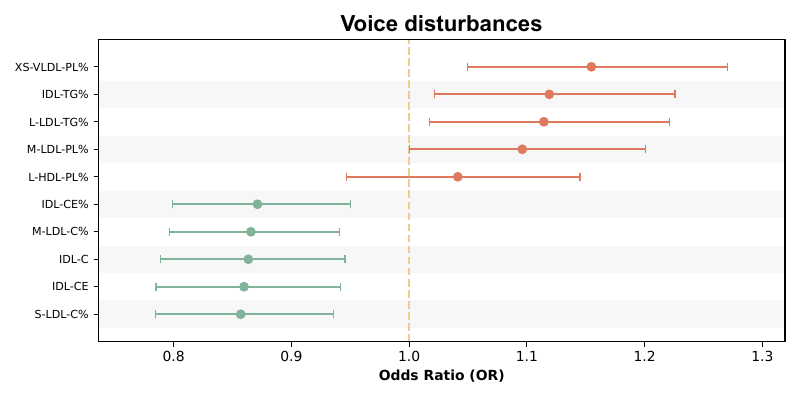 Voice disturbances
XS-VLDL-PL%
IDL-TG%
L-LDL-TG%
M-LDL-PL%
L-HDL-PL%
IDL-CE%
M-LDL-C%
IDL-C
IDL-CE
S-LDL-C%
0.8 0.9 1.0 1.1 1.2 1.3
Odds Ratio (OR)